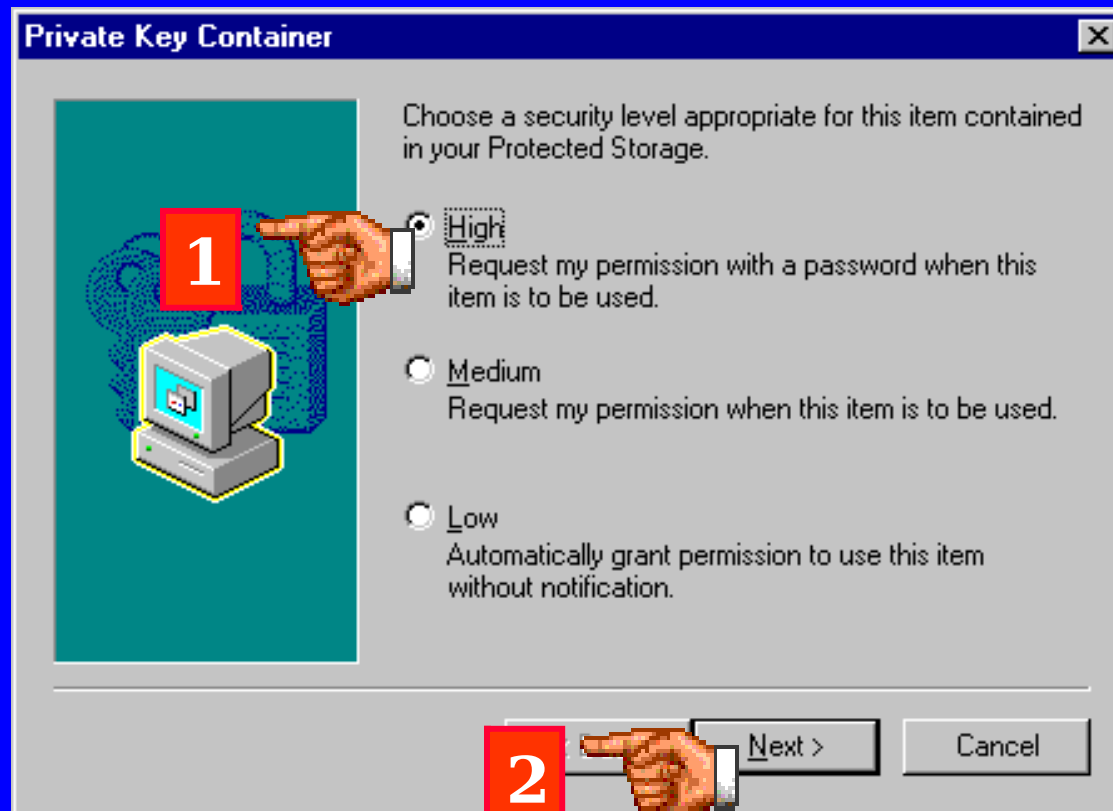 Private Key Container
Choose a security level appropriate for this item contained
in your Protected Storage.
1
High
Request my permission with a password when this
item is to be used.
Medium
Request my permission when this item is to be used.
Low
Automatically grant permission to use this item
without notification.
2
Next >
Cancel